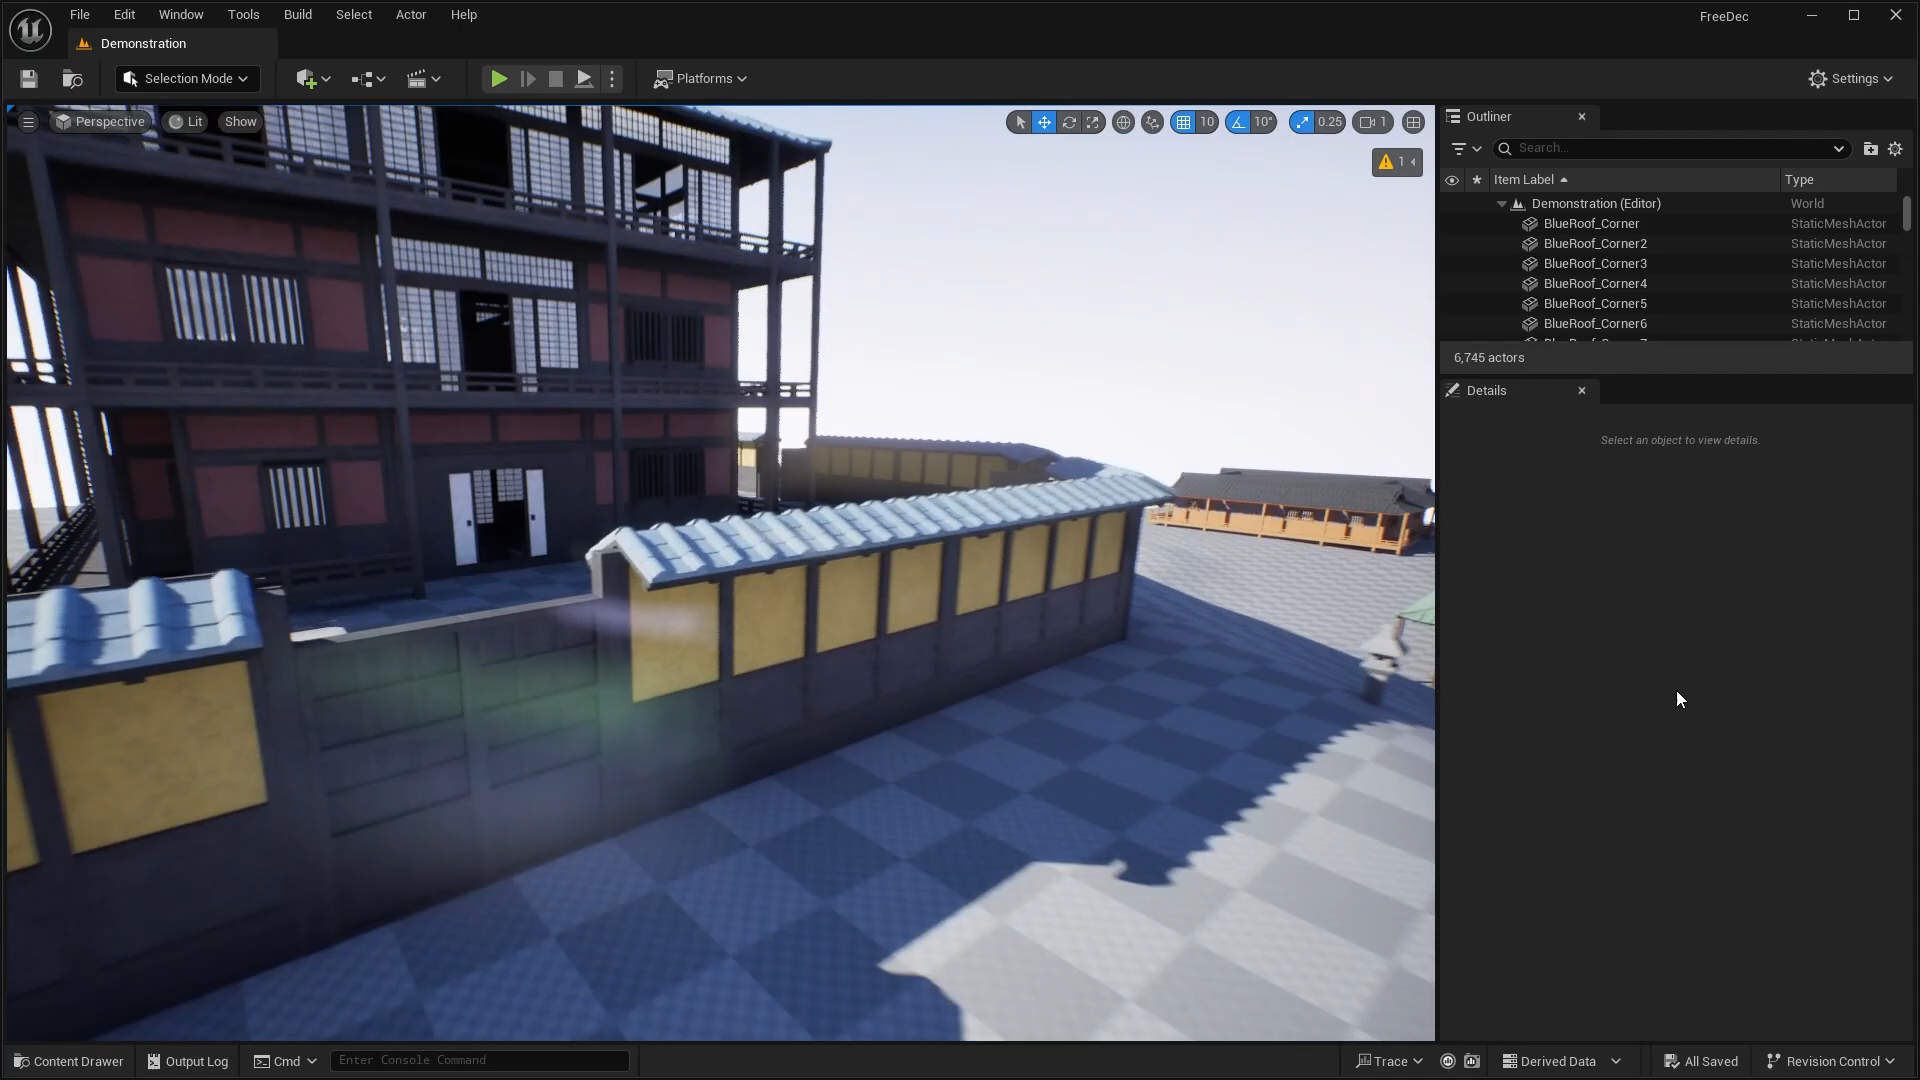 File Edit Window Tools Build Select Actor Help
FreeDec
Demonstration
Selection Mode
Platforms
Settings
Perspective Lit Show
10 10° 0.25 1
1
Outliner
Search...
Item Label Type
Demonstration (Editor) World
BlueRoof_Corner StaticMeshActor
BlueRoof_Corner2 StaticMeshActor
BlueRoof_Corner3 StaticMeshActor
BlueRoof_Corner4 StaticMeshActor
BlueRoof_Corner5 StaticMeshActor
BlueRoof_Corner6 StaticMeshActor
6,745 actors
Details
Select an object to view details.
Content Drawer Output Log Cmd Enter Console Command Trace Derived Data All Saved Revision Control